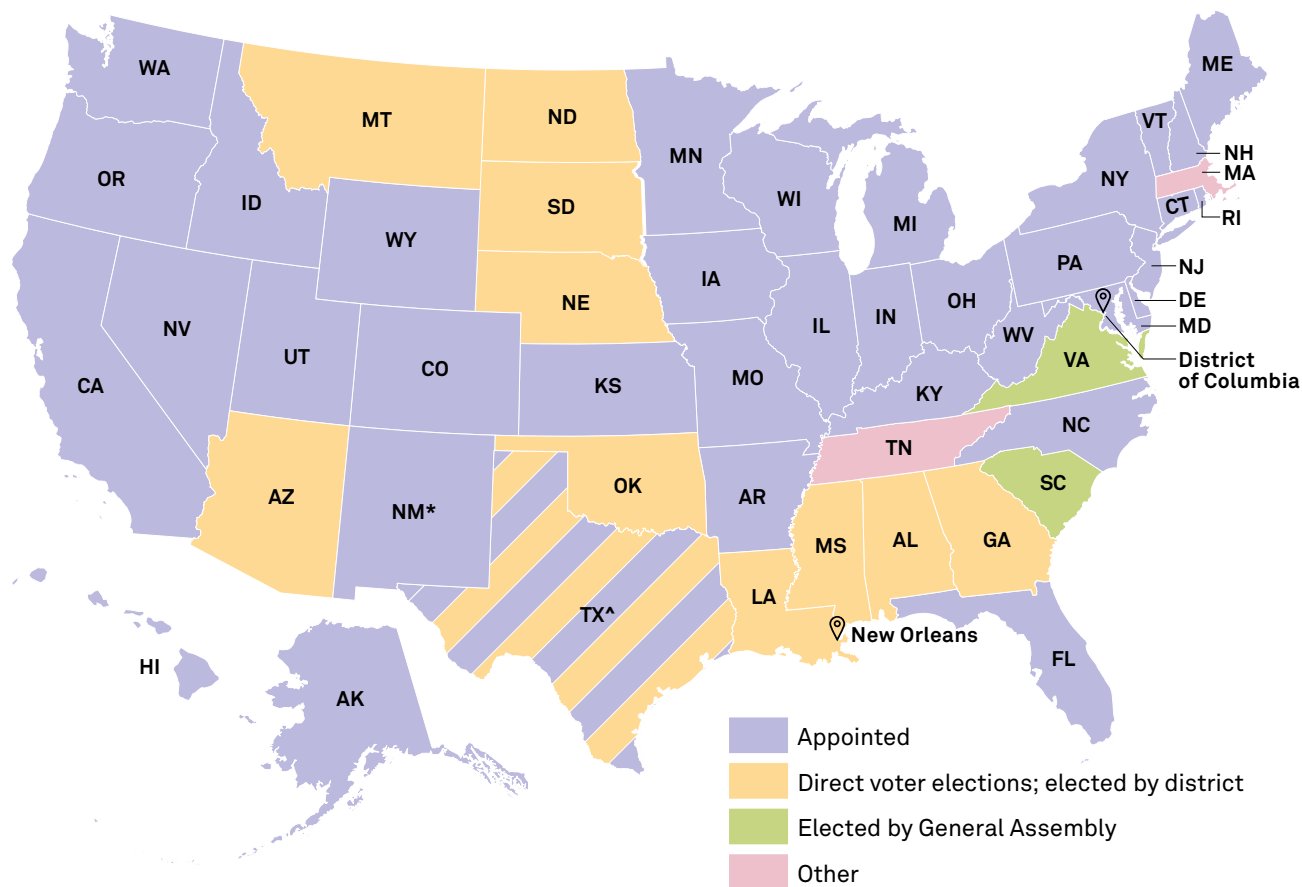 WA
MT
ND
MN
ME
VT
NH
MA
OR
ID
SD
WI
NY
CT
RI
WY
MI
IA
PA
NJ
NE
OH
DE
NV
IL
IN
MD
UT
CO
WV
VA
District
of Columbia
CA
KS
MO
KY
NC
TN
AZ
OK
SC
NM*
AR
MS
AL
GA
LA
TX^
New Orleans
HI
FL
AK
Appointed
Direct voter elections; elected by district
Elected by General Assembly
Other